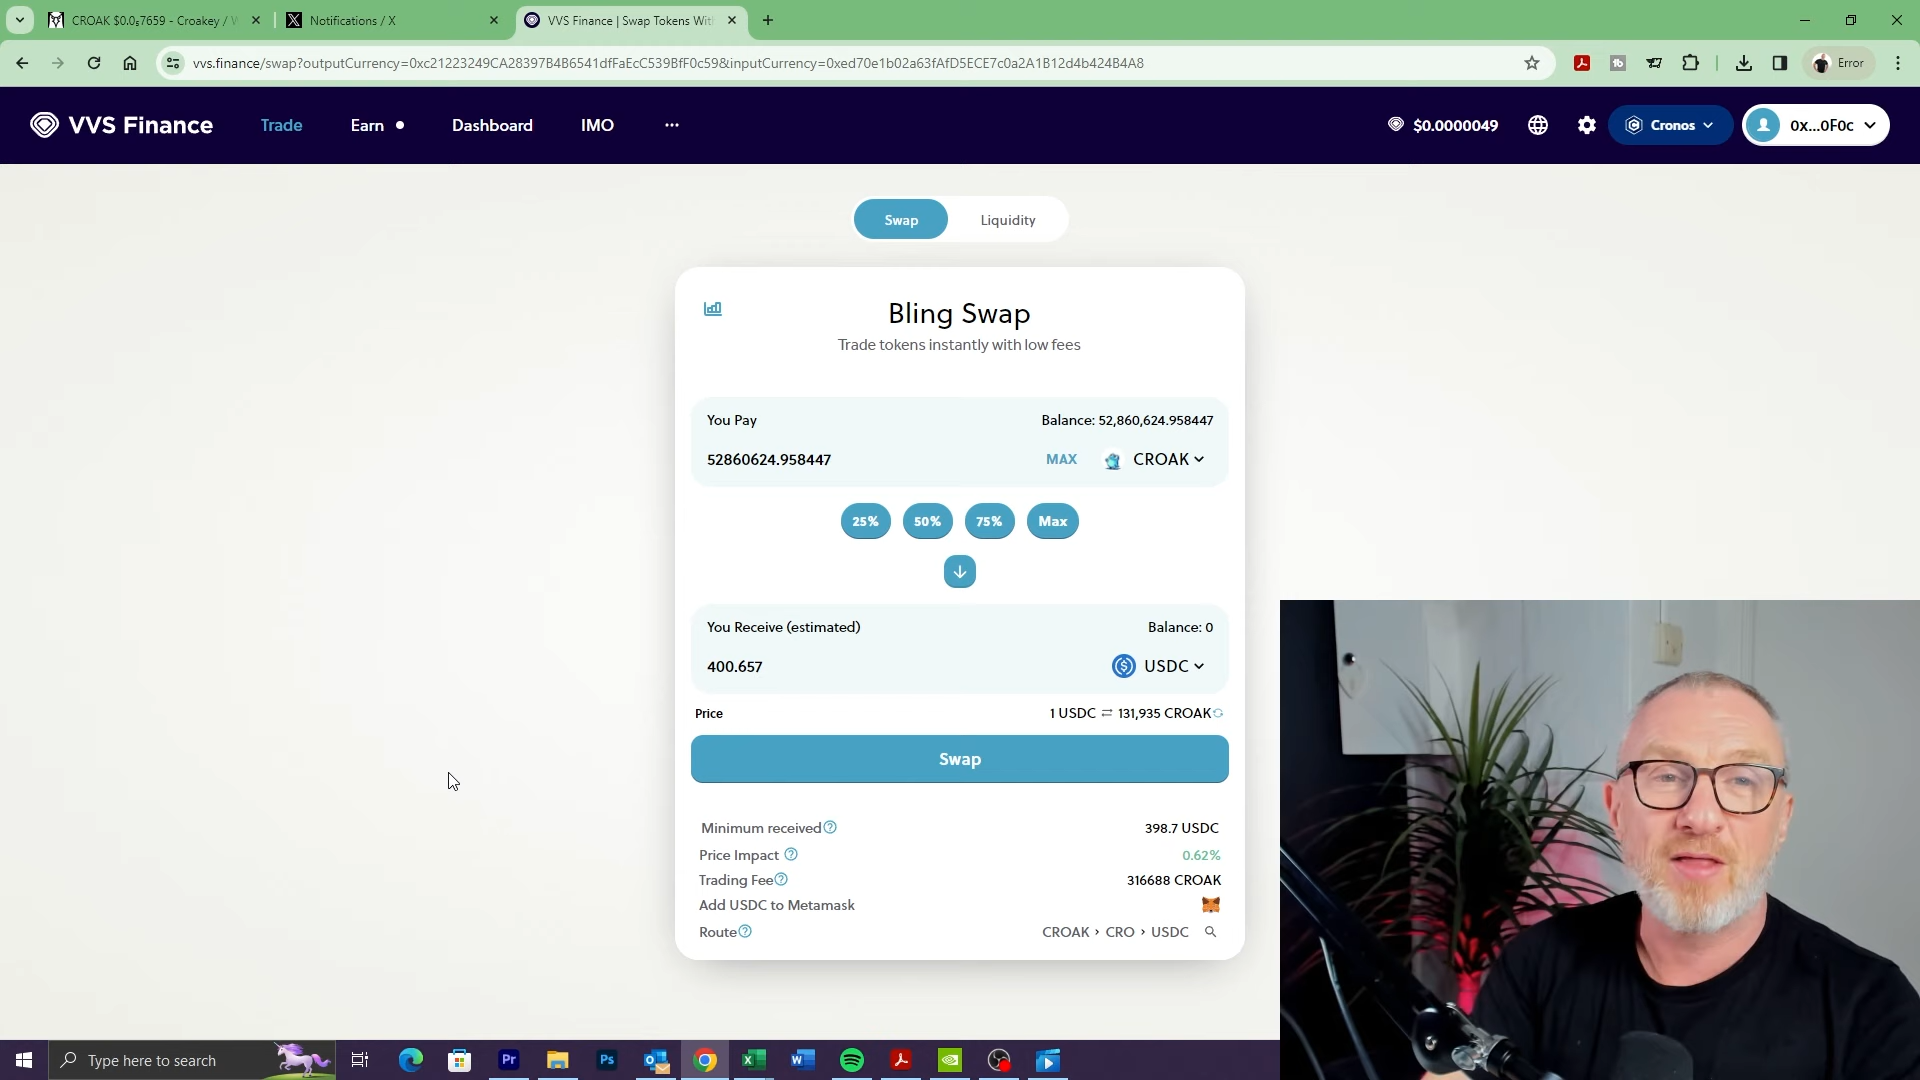 CROAK $0.0₅7659 - Croakey / W
Notifications / X
VVS Finance | Swap Tokens With
vvs.finance/swap?outputCurrency=0xc21223249CA28397B4B6541dfFaEcC539BfF0c59&inputCurrency=0xed70e1b02a63fAfD5ECE7c0a2A1B12d4b424B4A8
Error
VVS Finance
Trade
Earn
Dashboard
IMO
$0.0000049
Cronos
0x...0F0c
Swap
Liquidity
Bling Swap
Trade tokens instantly with low fees
You Pay
Balance: 52,860,624.958447
52860624.958447
MAX
CROAK
25%
50%
75%
Max
You Receive (estimated)
Balance: 0
400.657
USDC
Price
1 USDC ⇄ 131,935 CROAK
Swap
Minimum received
398.7 USDC
Price Impact
0.62%
Trading Fee
316688 CROAK
Add USDC to Metamask
Route
CROAK › CRO › USDC
Type here to search
Pr
Ps